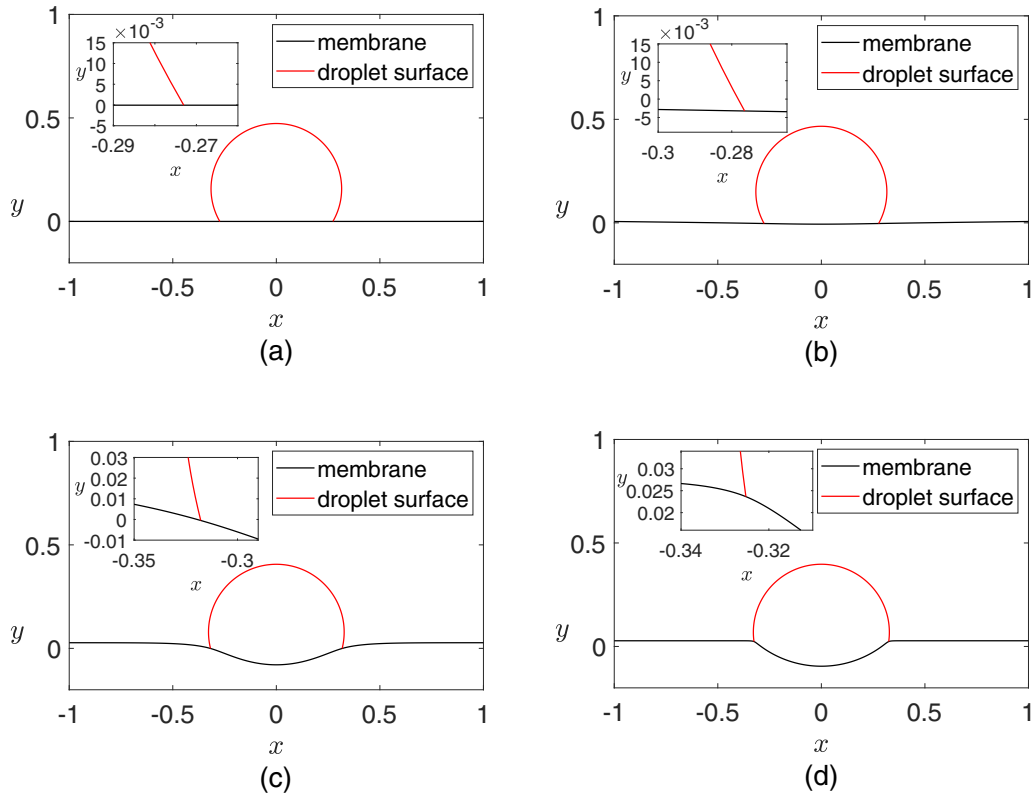 1
×10⁻³
15
10
5
0
-5
y
-0.29
-0.27
x
membrane
droplet surface
0.5
y
0
-1
-0.5
0
0.5
1
x
(a)
1
×10⁻³
15
10
5
0
-5
y
-0.3
-0.28
x
membrane
droplet surface
0.5
y
0
-1
-0.5
0
0.5
1
x
(b)
1
0.03
0.02
0.01
0
-0.01
y
-0.35
-0.3
x
membrane
droplet surface
0.5
y
0
-1
-0.5
0
0.5
1
x
(c)
1
0.03
0.025
0.02
y
-0.34
-0.32
x
membrane
droplet surface
0.5
y
0
-1
-0.5
0
0.5
1
x
(d)